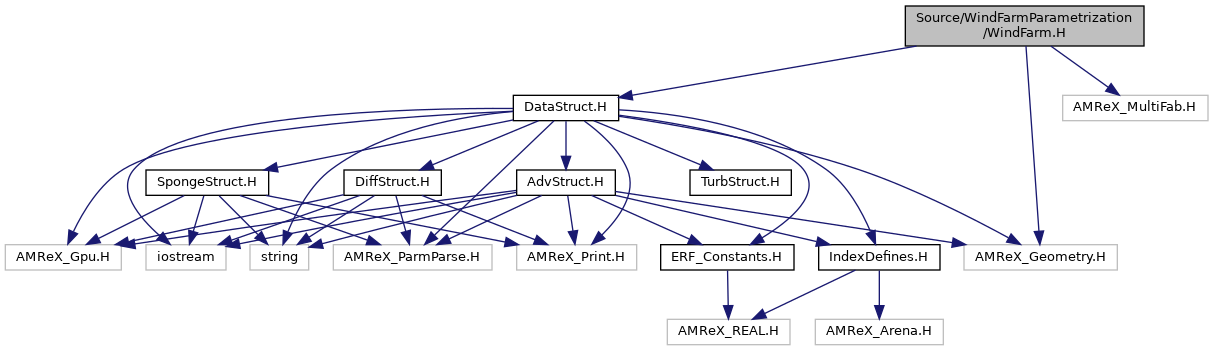 Source/WindFarmParametrization
/WindFarm.H
DataStruct.H
AMReX_MultiFab.H
SpongeStruct.H
DiffStruct.H
AdvStruct.H
TurbStruct.H
AMReX_Gpu.H
iostream
string
AMReX_ParmParse.H
AMReX_Print.H
ERF_Constants.H
IndexDefines.H
AMReX_Geometry.H
AMReX_REAL.H
AMReX_Arena.H